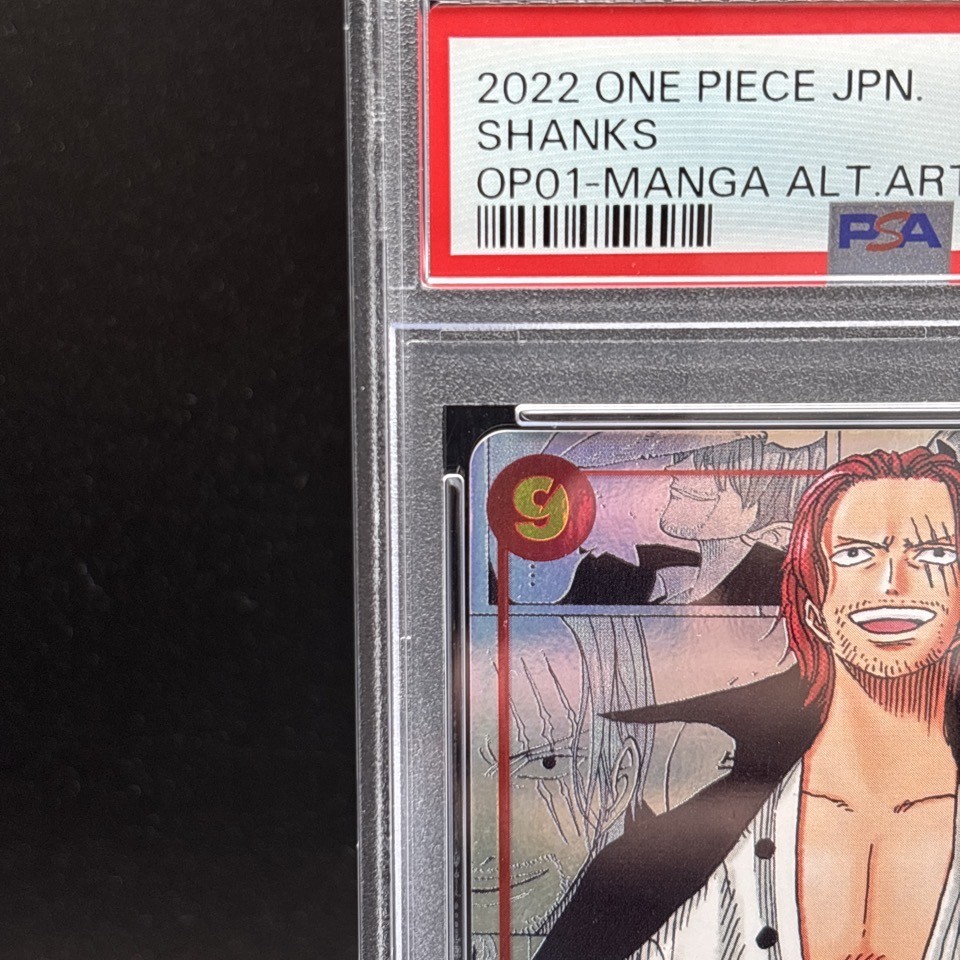 2022 ONE PIECE JPN.
SHANKS
OP01-MANGA ALT.ART
PSA
9